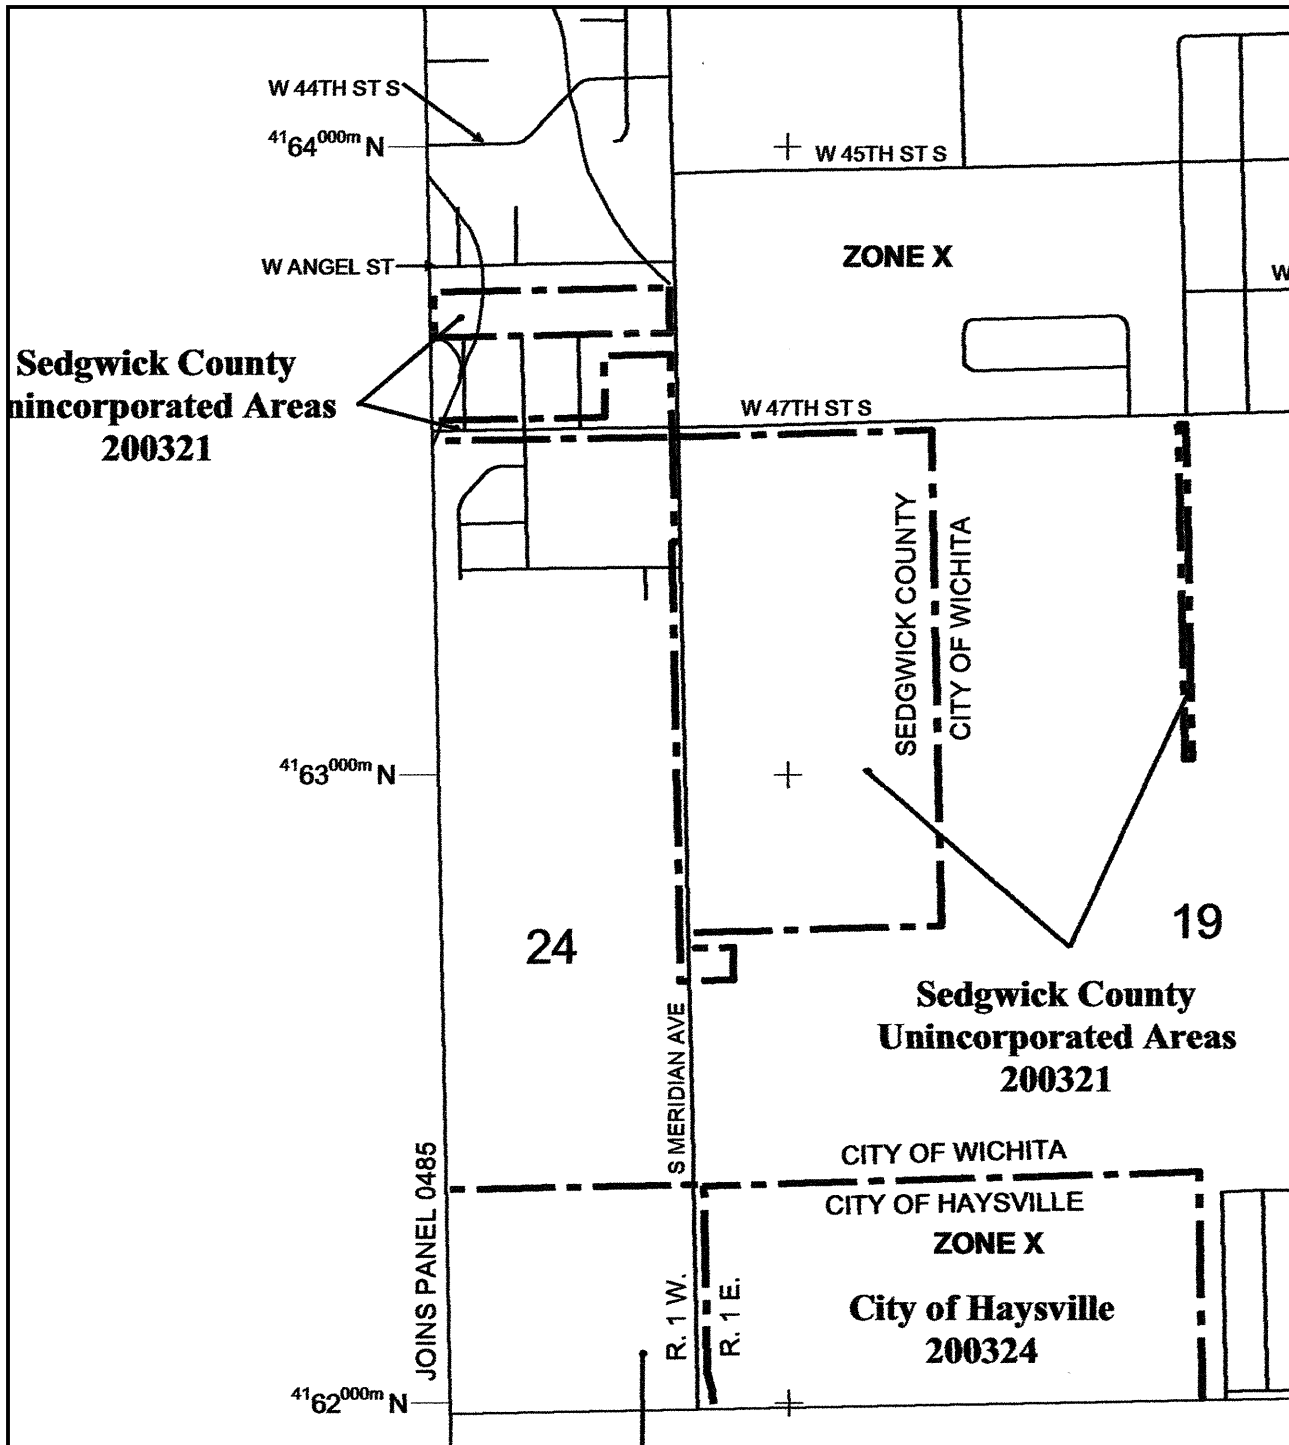 W 44TH ST S
4164000m N
W 45TH ST S
ZONE X
W ANGEL ST
W
Sedgwick County
nincorporated Areas
200321
W 47TH ST S
SEDGWICK COUNTY
CITY OF WICHITA
4163000m N
24
19
Sedgwick County
Unincorporated Areas
200321
S MERIDIAN AVE
CITY OF WICHITA
CITY OF HAYSVILLE
ZONE X
JOINS PANEL 0485
R. 1 W.
R. 1 E.
City of Haysville
200324
4162000m N